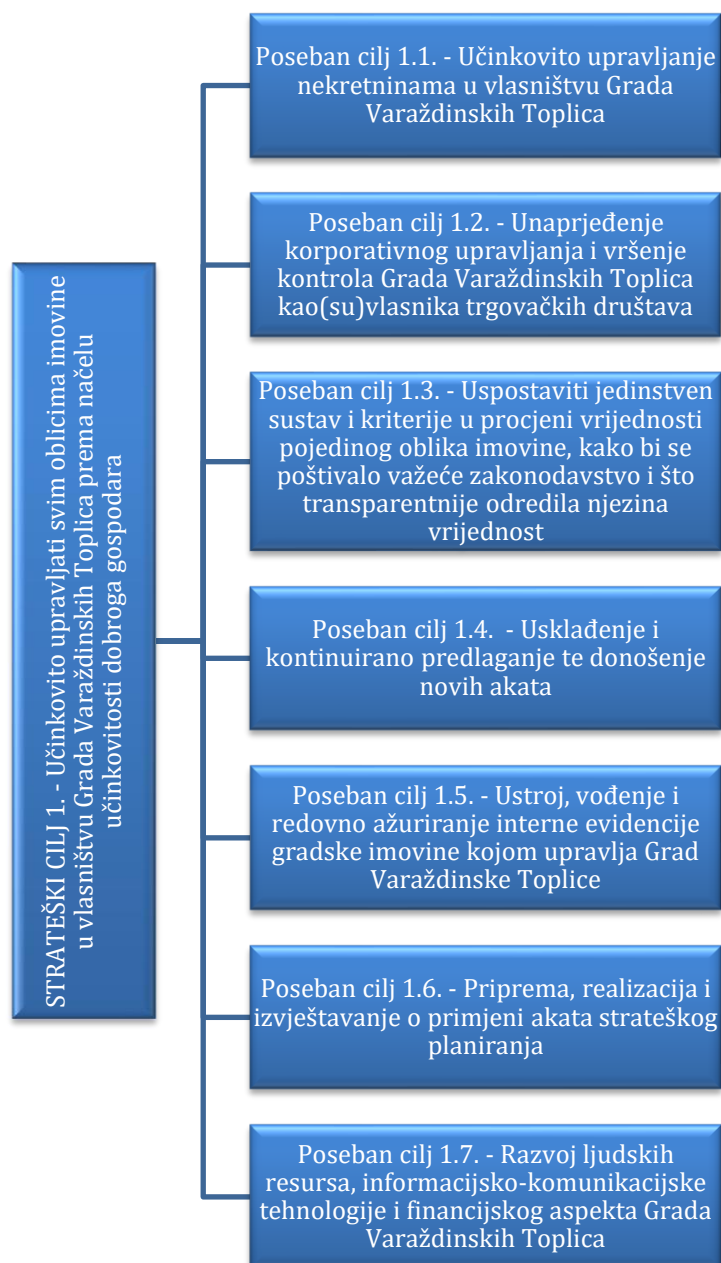 STRATEŠKI CILJ 1. - Učinkovito upravljati svim oblicima imovine
u vlasništvu Grada Varaždinskih Toplica prema načelu
učinkovitosti dobroga gospodara
Poseban cilj 1.1. - Učinkovito upravljanje
nekretninama u vlasništvu Grada
Varaždinskih Toplica
Poseban cilj 1.2. - Unaprjeđenje
korporativnog upravljanja i vršenje
kontrola Grada Varaždinskih Toplica
kao(su)vlasnika trgovačkih društava
Poseban cilj 1.3. - Uspostaviti jedinstven
sustav i kriterije u procjeni vrijednosti
pojedinog oblika imovine, kako bi se
poštivalo važeće zakonodavstvo i što
transparentnije odredila njezina
vrijednost
Poseban cilj 1.4. - Usklađenje i
kontinuirano predlaganje te donošenje
novih akata
Poseban cilj 1.5. - Ustroj, vođenje i
redovno ažuriranje interne evidencije
gradske imovine kojom upravlja Grad
Varaždinske Toplice
Poseban cilj 1.6. - Priprema, realizacija i
izvještavanje o primjeni akata strateškog
planiranja
Poseban cilj 1.7. - Razvoj ljudskih
resursa, informacijsko-komunikacijske
tehnologije i financijskog aspekta Grada
Varaždinskih Toplica